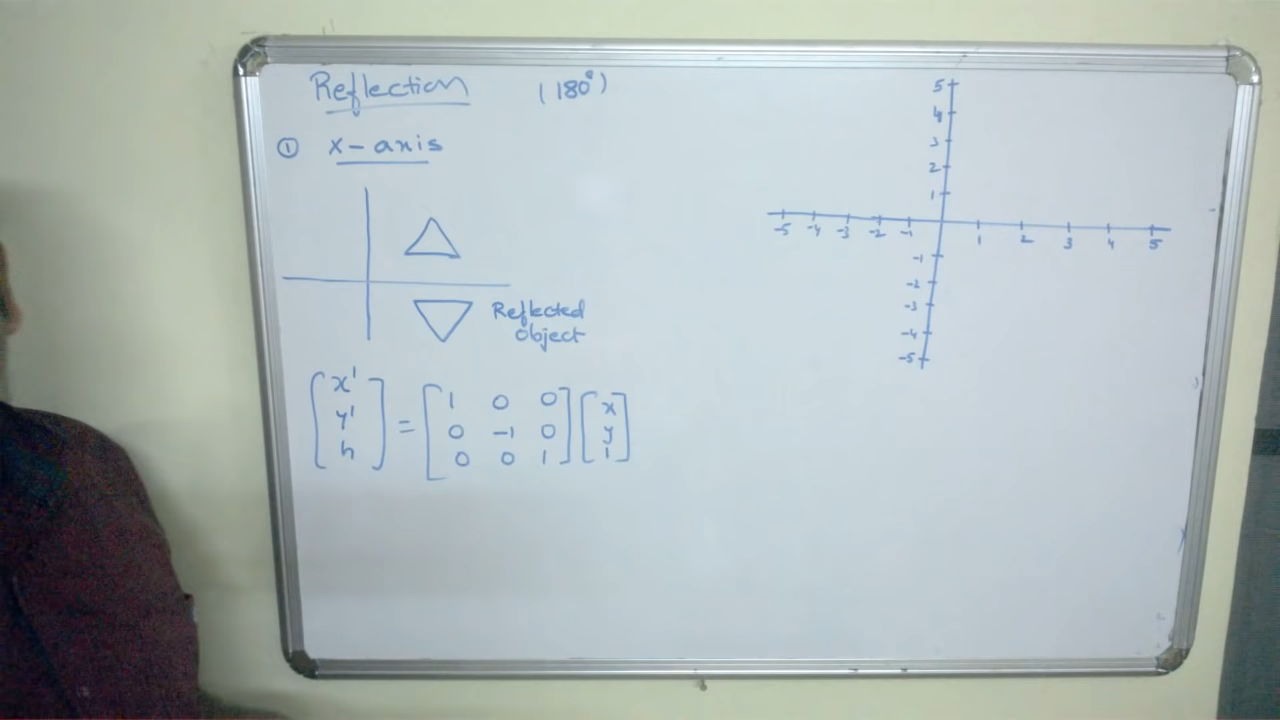 Reflection (180°)
① x-axis
Reflected
object
[x'] = [1 0 0] [x]
[y'] [0 -1 0] [y]
[h] [0 0 1] [1]
5
4
3
2
1
-5 -4 -3 -2 -1 1 2 3 4 5
-1
-2
-3
-4
-5